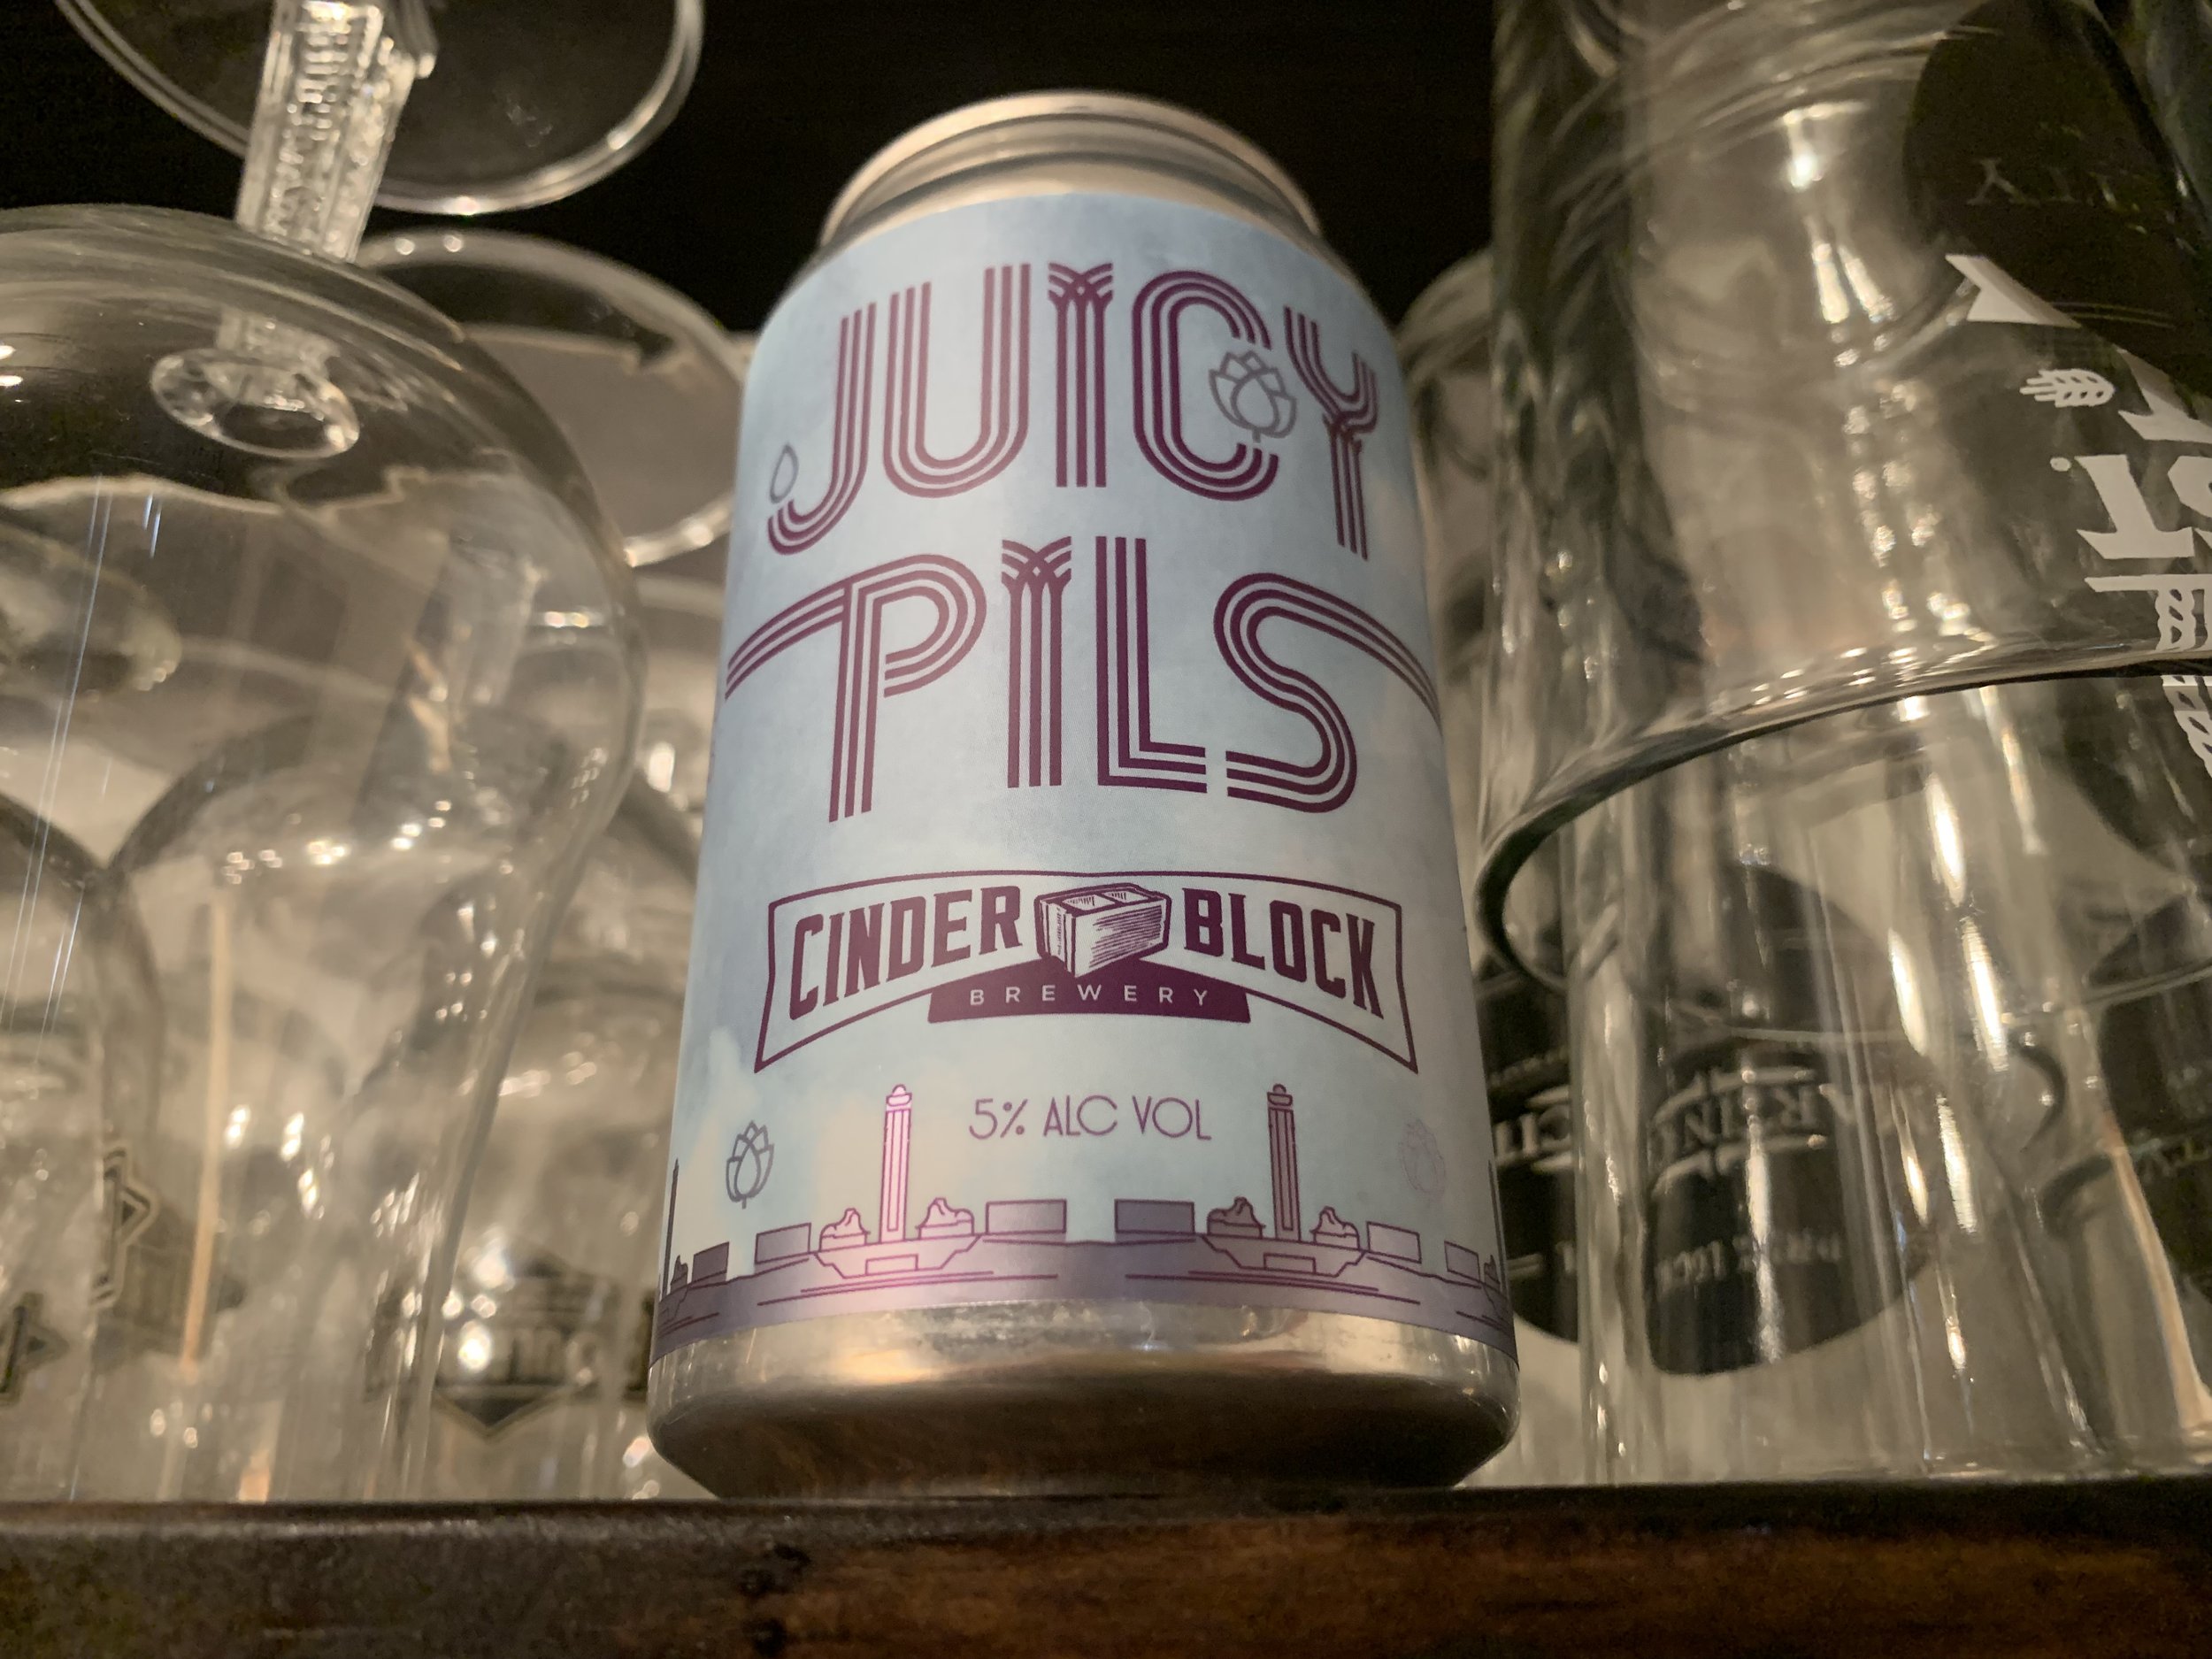 JUICY
PILS
CINDER BLOCK
BREWERY
5% ALC VOL